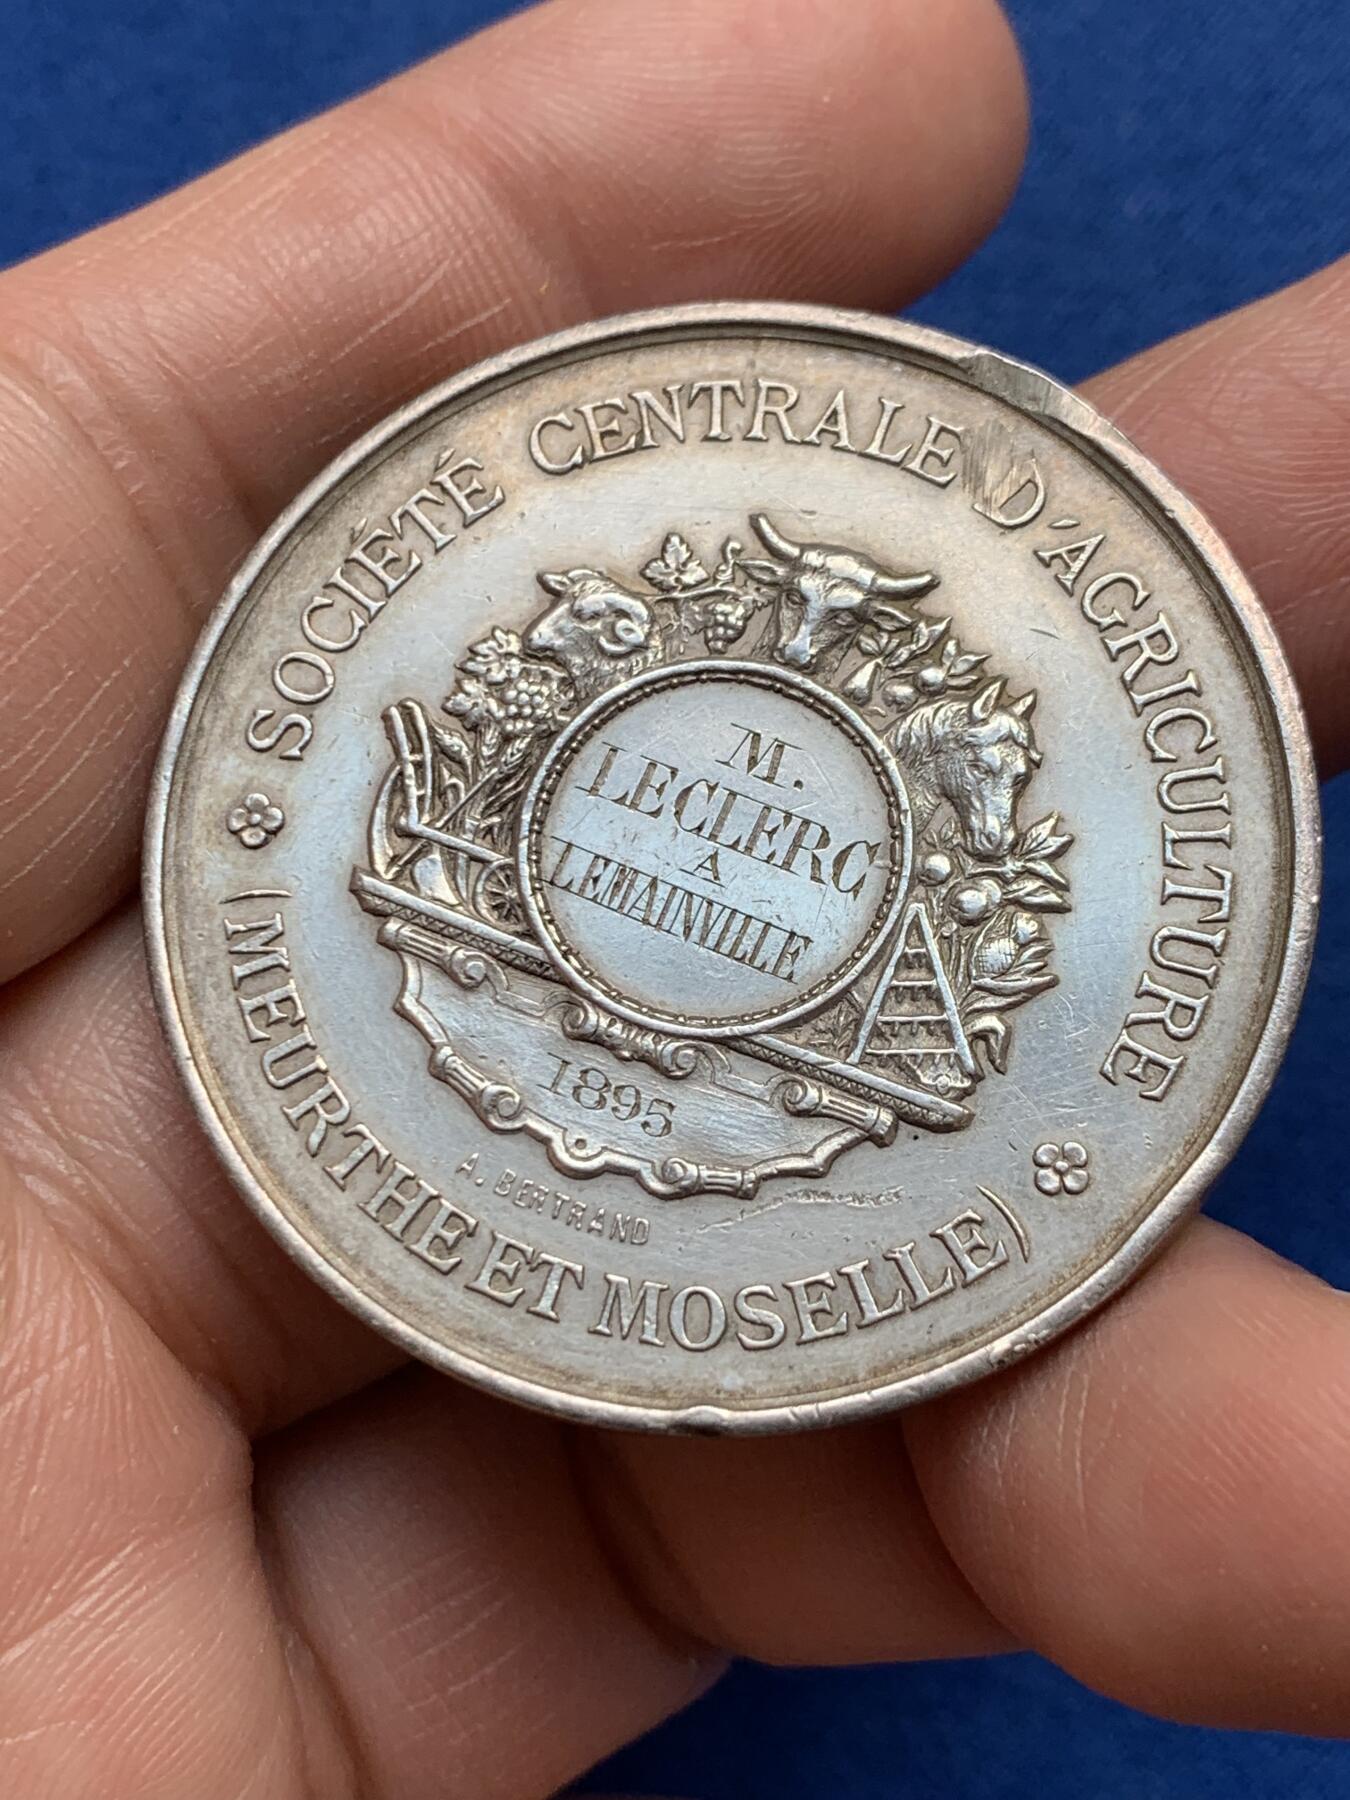 SOCIÉTÉ CENTRALE D'AGRICULTURE
M.
LECLERC
A
LEMAINVILLE
1895
A. BERTRAND
(MEURTHE ET MOSELLE)